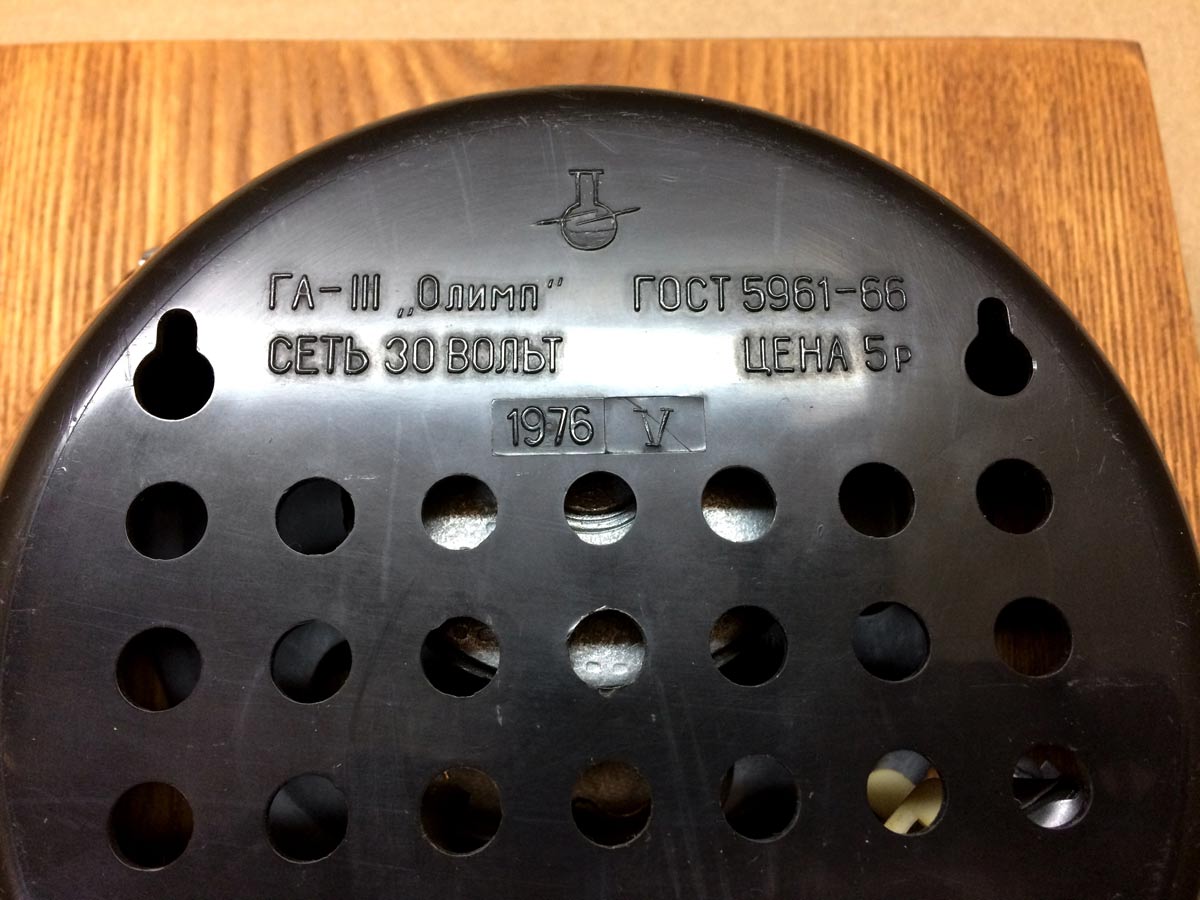 ГА-III „Олимп“ ГОСТ 5961-66
СЕТЬ 30 ВОЛЬТ ЦЕНА 5р
1976 V